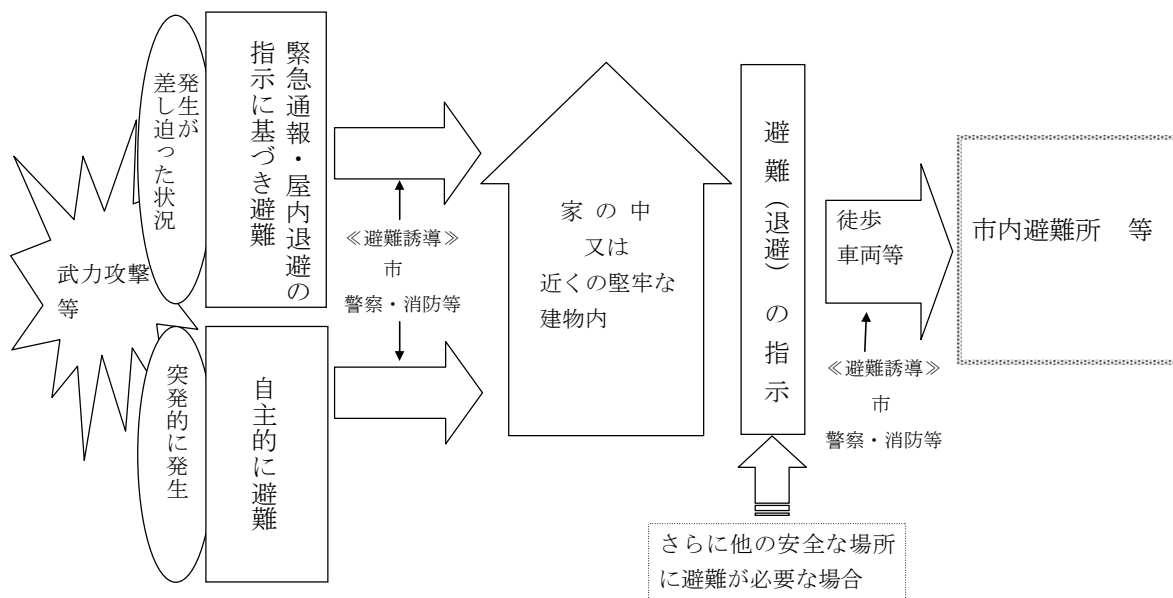 武力攻撃
等
発生が
差し迫った状況
緊急通報・屋内退避の
指示に基づき避難
突発的に発生
自主的に避難
≪避難誘導≫
市
警察・消防等
家の中
又は
近くの堅牢な
建物内
避難(退避)の指示
さらに他の安全な場所
に避難が必要な場合
徒歩
車両等
≪避難誘導≫
市
警察・消防等
市内避難所 等